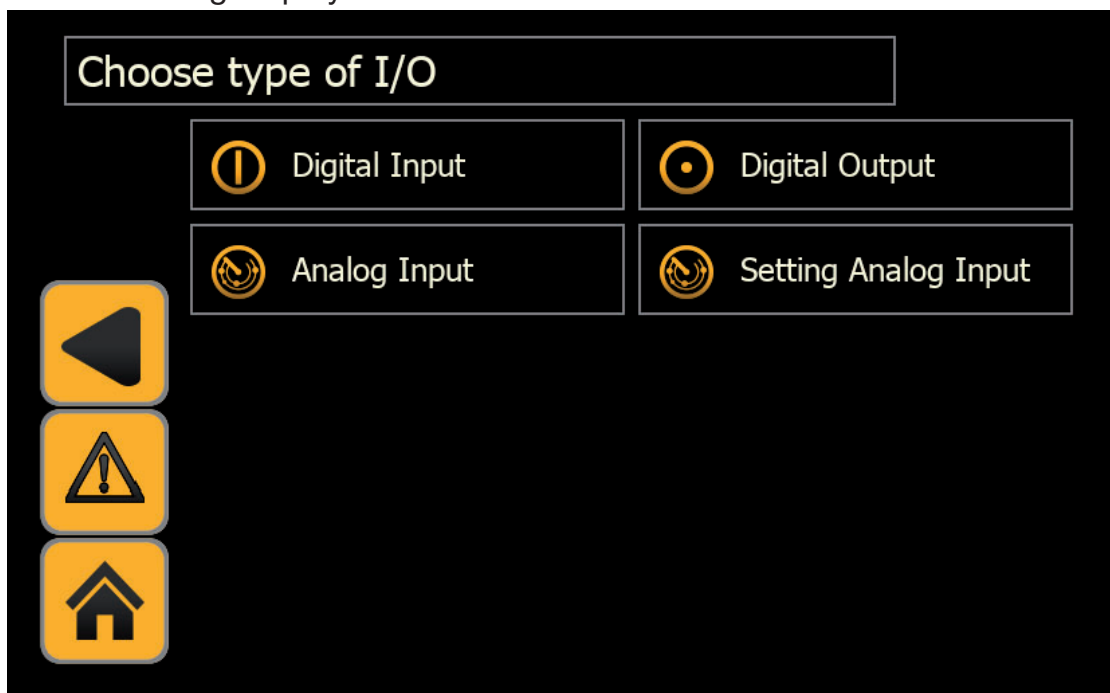 Choose type of I/O
Digital Input
Digital Output
Analog Input
Setting Analog Input